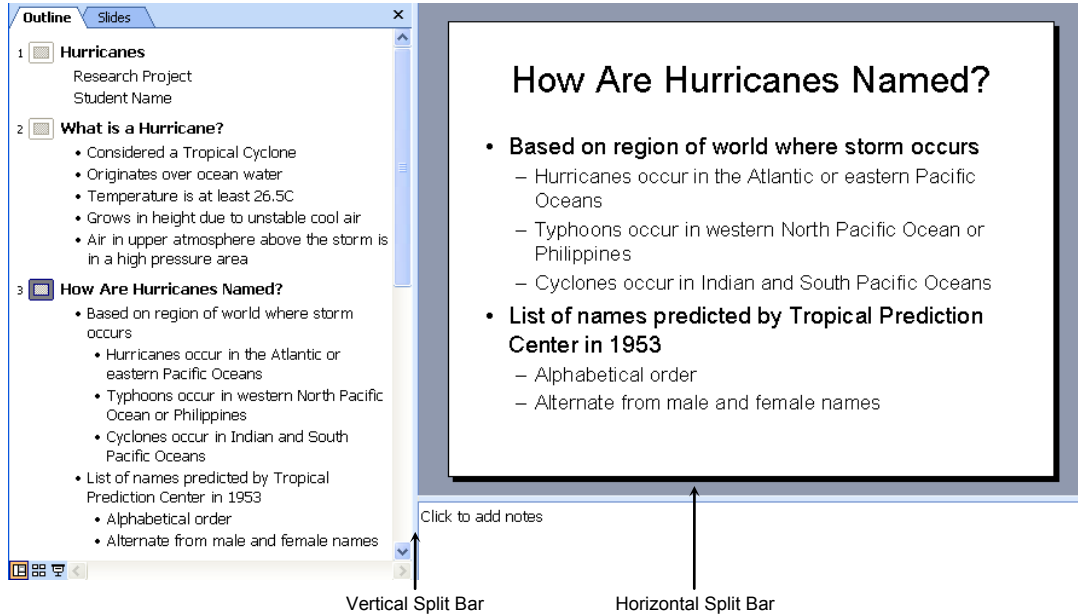 Outline Slides
1 Hurricanes
Research Project
Student Name
2 What is a Hurricane?
• Considered a Tropical Cyclone
• Originates over ocean water
• Temperature is at least 26.5C
• Grows in height due to unstable cool air
• Air in upper atmosphere above the storm is
in a high pressure area
3 How Are Hurricanes Named?
• Based on region of world where storm
occurs
• Hurricanes occur in the Atlantic or
eastern Pacific Oceans
• Typhoons occur in western North Pacific
Ocean or Philippines
• Cyclones occur in Indian and South
Pacific Oceans
• List of names predicted by Tropical
Prediction Center in 1953
• Alphabetical order
• Alternate from male and female names
How Are Hurricanes Named?
• Based on region of world where storm occurs
– Hurricanes occur in the Atlantic or eastern Pacific
Oceans
– Typhoons occur in western North Pacific Ocean or
Philippines
– Cyclones occur in Indian and South Pacific Oceans
• List of names predicted by Tropical Prediction
Center in 1953
– Alphabetical order
– Alternate from male and female names
Click to add notes
Vertical Split Bar
Horizontal Split Bar